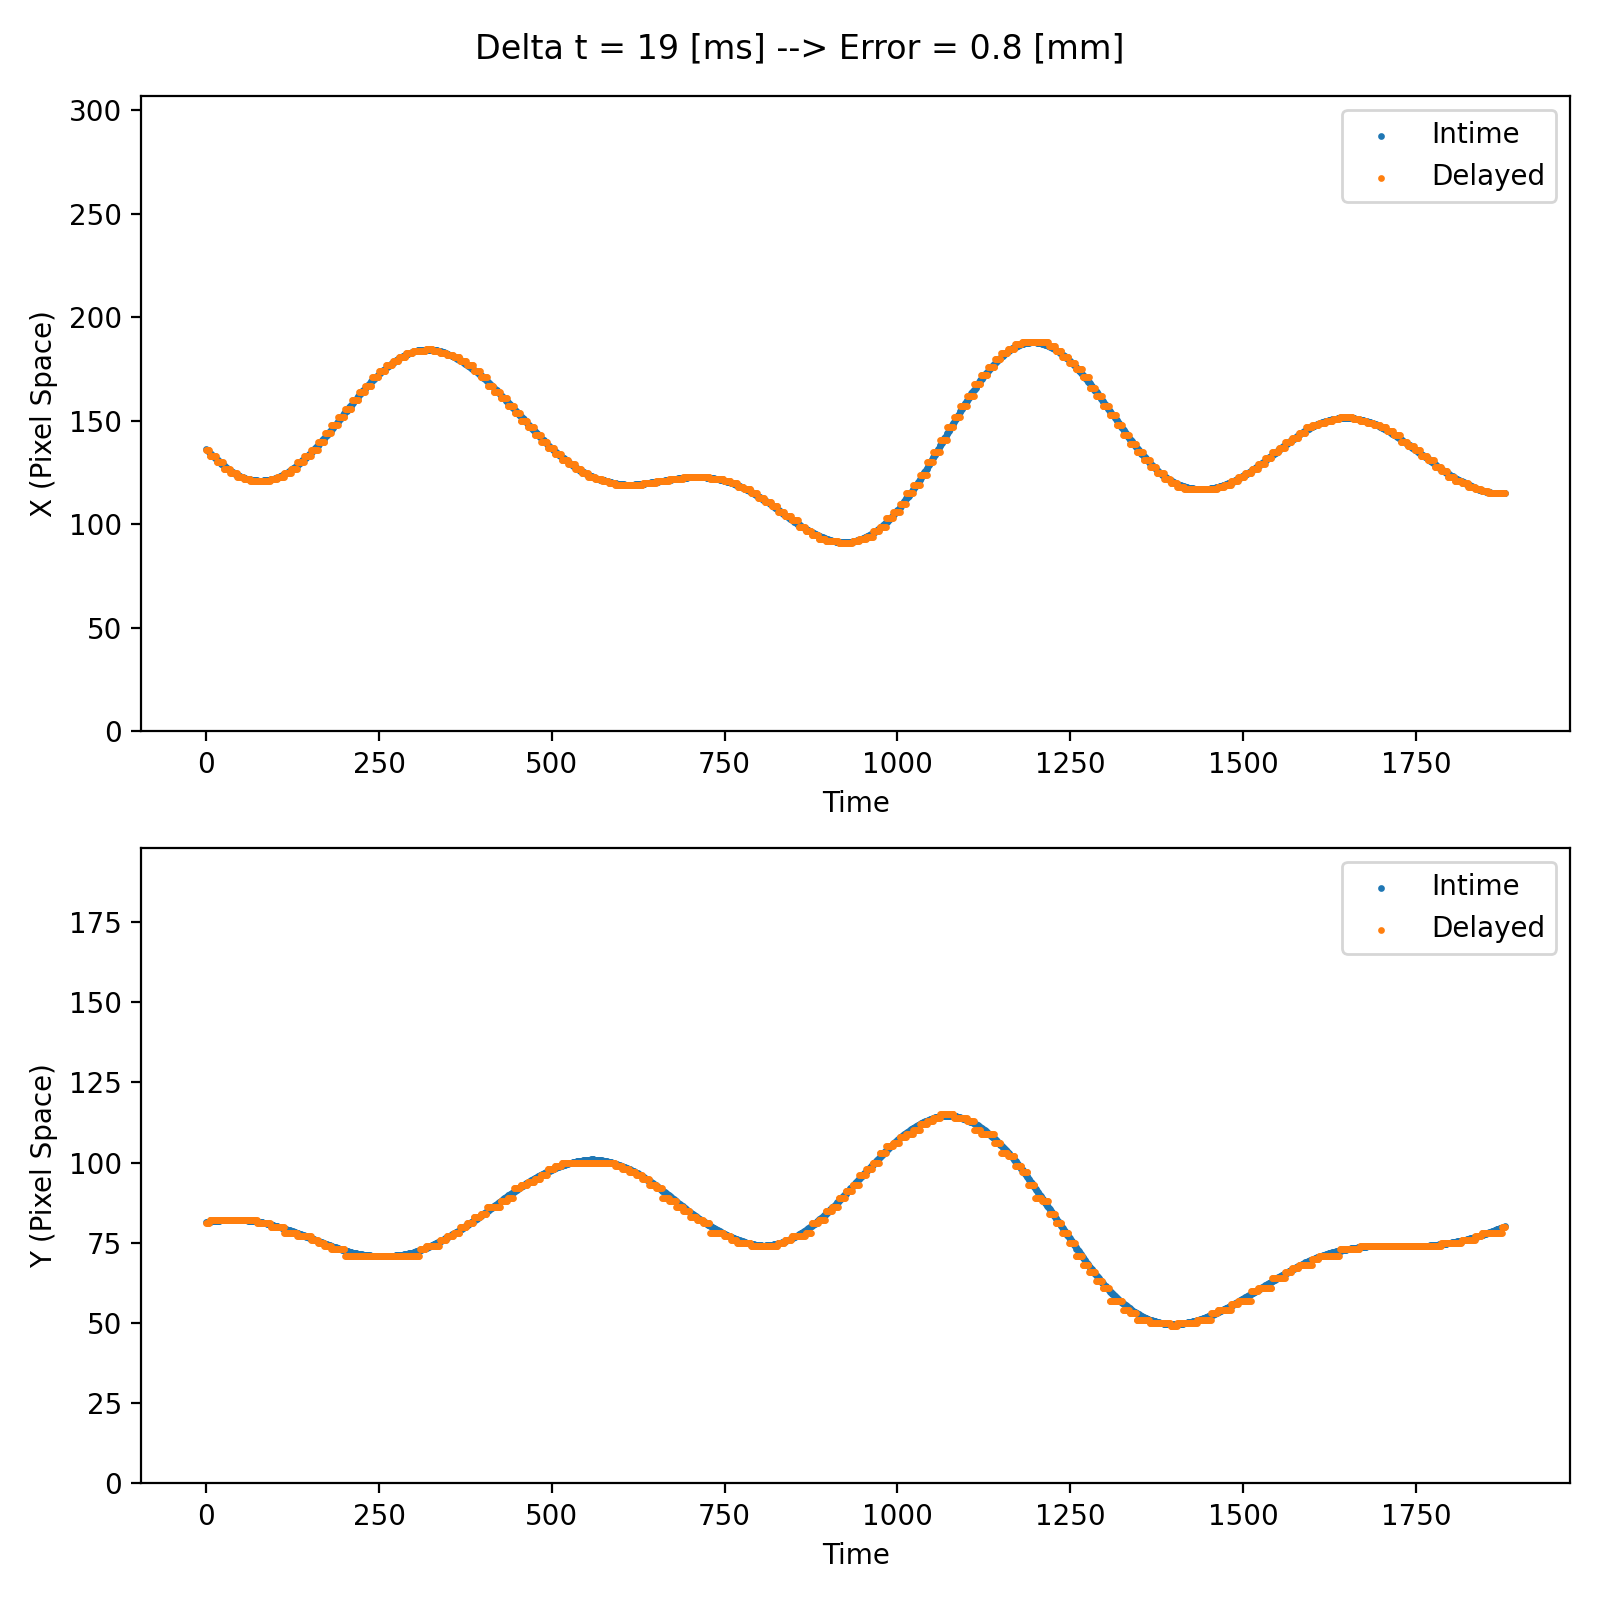 Delta t = 19 [ms] --> Error = 0.8 [mm]
300
250
200
150
100
50
0
X (Pixel Space)
Intime
Delayed
0 250 500 750 1000 1250 1500 1750
Time
175
150
125
100
75
50
25
0
Y (Pixel Space)
Intime
Delayed
0 250 500 750 1000 1250 1500 1750
Time